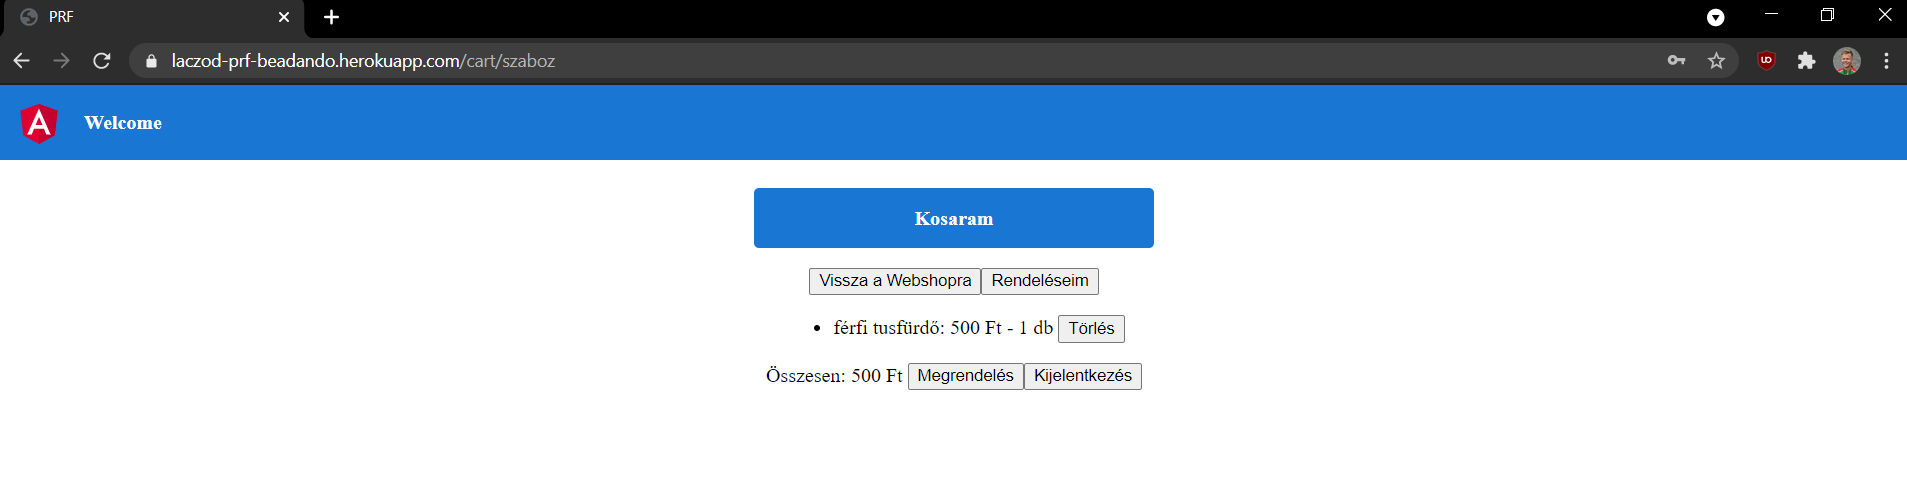 PRF
laczod-prf-beadando.herokuapp.com/cart/szaboz
Welcome
Kosaram
Vissza a Webshopra Rendeléseim
• férfi tusfürdő: 500 Ft - 1 db Törlés
Összesen: 500 Ft Megrendelés Kijelentkezés